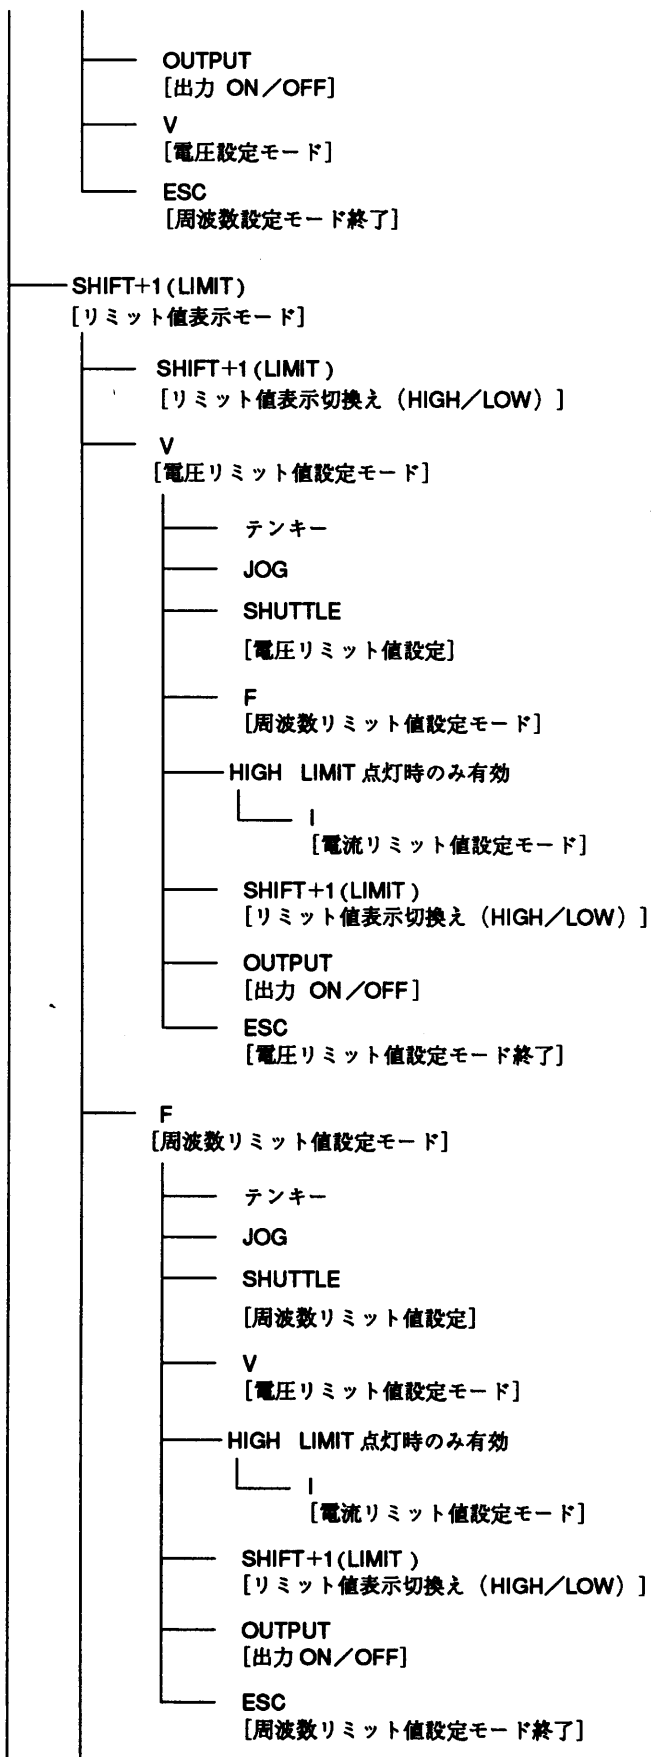 OUTPUT
[出力 ON／OFF]
V
[電圧設定モード]
ESC
[周波数設定モード終了]
SHIFT+1(LIMIT)
[リミット値表示モード]
SHIFT+1(LIMIT)
[リミット値表示切換え（HIGH／LOW）]
V
[電圧リミット値設定モード]
テンキー
JOG
SHUTTLE
[電圧リミット値設定]
F
[周波数リミット値設定モード]
HIGH LIMIT 点灯時のみ有効
I
[電流リミット値設定モード]
SHIFT+1(LIMIT)
[リミット値表示切換え（HIGH／LOW）]
OUTPUT
[出力 ON／OFF]
ESC
[電圧リミット値設定モード終了]
F
[周波数リミット値設定モード]
テンキー
JOG
SHUTTLE
[周波数リミット値設定]
V
[電圧リミット値設定モード]
HIGH LIMIT 点灯時のみ有効
I
[電流リミット値設定モード]
SHIFT+1(LIMIT)
[リミット値表示切換え（HIGH／LOW）]
OUTPUT
[出力 ON／OFF]
ESC
[周波数リミット値設定モード終了]